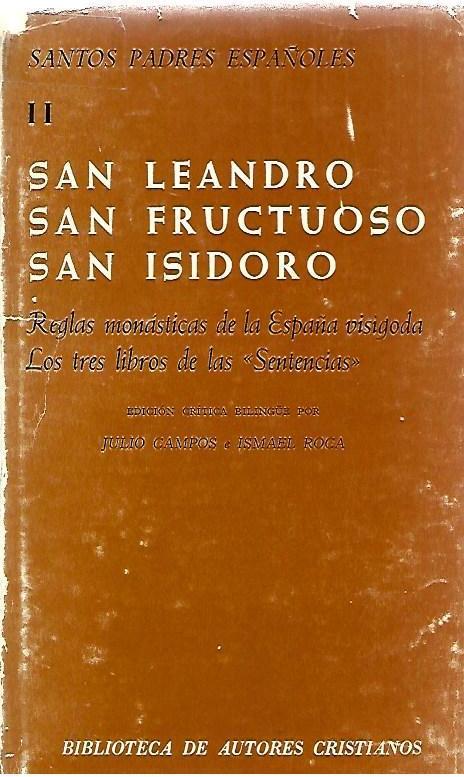 SANTOS PADRES ESPAÑOLES
II
SAN LEANDRO
SAN FRUCTUOSO
SAN ISIDORO
Reglas monásticas de la España visigoda
Los tres libros de las «Sentencias»
EDICIÓN CRÍTICA BILINGÜE POR
JULIO CAMPOS e ISMAEL ROCA
BIBLIOTECA DE AUTORES CRISTIANOS